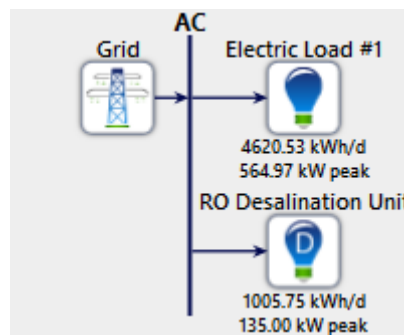 AC
Grid
Electric Load #1
4620.53 kWh/d
564.97 kW peak
RO Desalination Unit
D
1005.75 kWh/d
135.00 kW peak